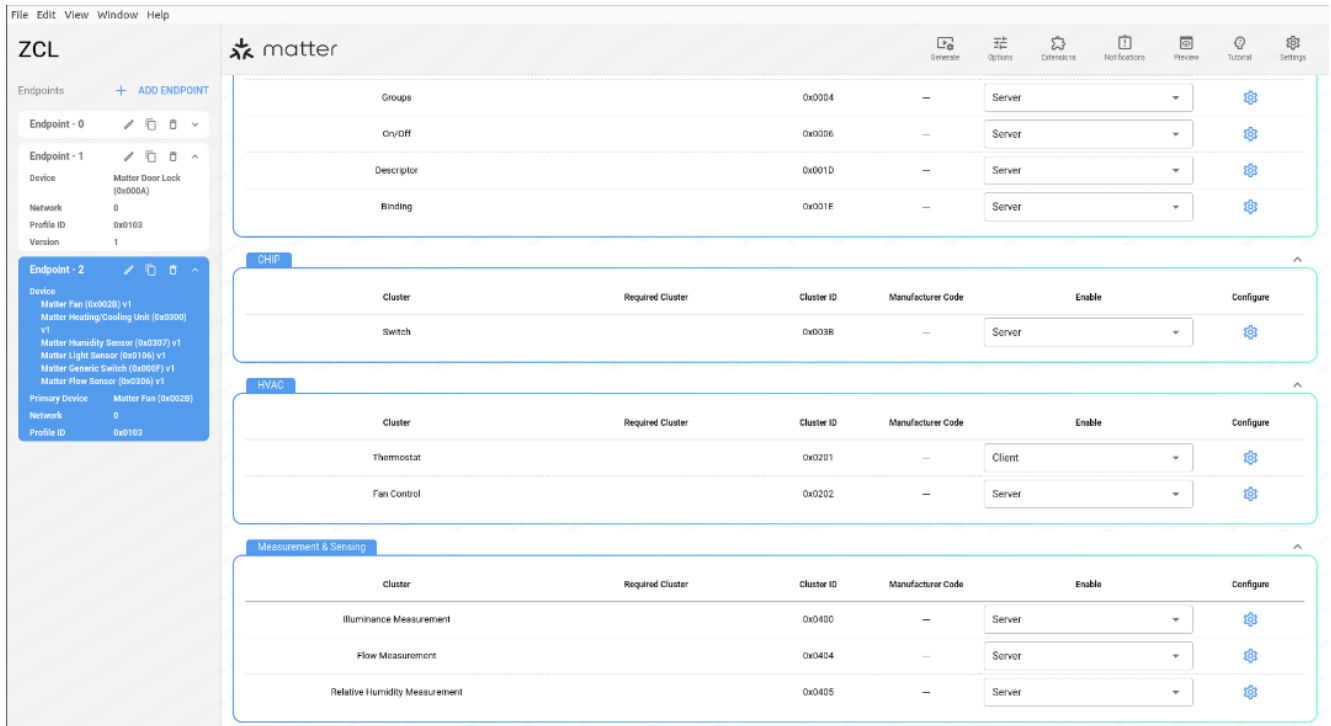 File Edit View Window Help
ZCL
matter
Generate
Options
Extensions
Notifications
Preview
Tutorial
Settings
Endpoints
ADD ENDPOINT
Endpoint - 0
Endpoint - 1
Device Matter Door Lock
(0x000A)
Network 0
Profile ID 0x0103
Version 1
Endpoint - 2
Device
Matter Fan (0x002B) v1
Matter Heating/Cooling Unit (0x0300)
v1
Matter Humidity Sensor (0x0307) v1
Matter Light Sensor (0x0106) v1
Matter Generic Switch (0x000F) v1
Matter Flow Sensor (0x0306) v1
Primary Device Matter Fan (0x002B)
Network 0
Profile ID 0x0103
Groups 0x0004 — Server
On/Off 0x0006 — Server
Descriptor 0x001D — Server
Binding 0x001E — Server
CHIP
Cluster Required Cluster Cluster ID Manufacturer Code Enable Configure
Switch 0x003B — Server
HVAC
Cluster Required Cluster Cluster ID Manufacturer Code Enable Configure
Thermostat 0x0201 — Client
Fan Control 0x0202 — Server
Measurement & Sensing
Cluster Required Cluster Cluster ID Manufacturer Code Enable Configure
Illuminance Measurement 0x0400 — Server
Flow Measurement 0x0404 — Server
Relative Humidity Measurement 0x0405 — Server